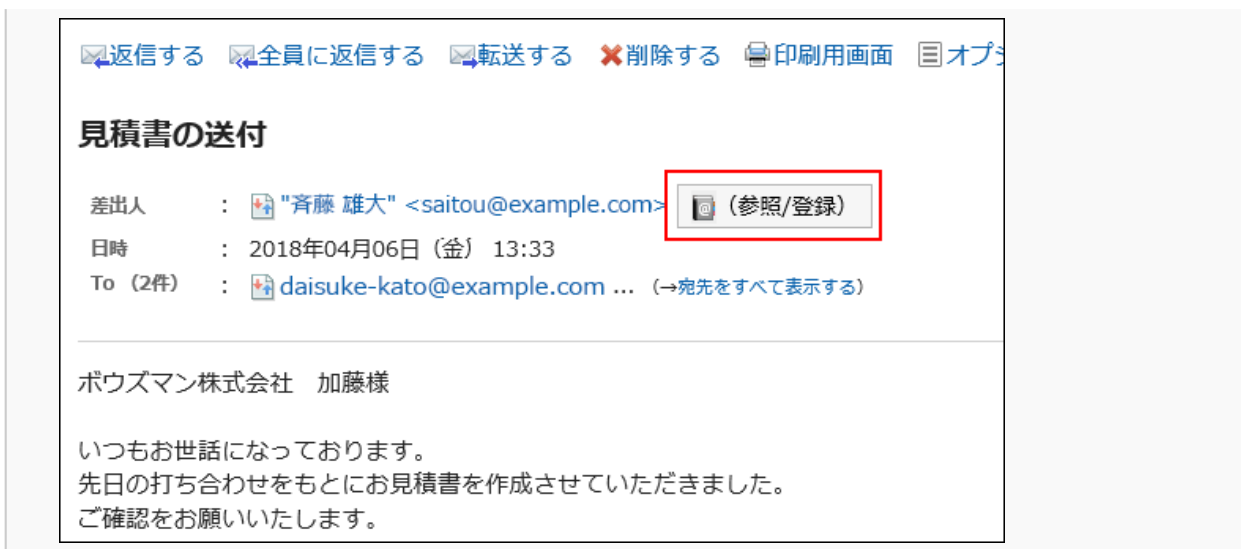 返信する 全員に返信する 転送する 削除する 印刷用画面 オプシ
見積書の送付
差出人 : "斉藤 雄大" <saitou@example.com> (参照/登録)
日時 : 2018年04月06日（金） 13:33
To (2件) : daisuke-kato@example.com ... (→宛先をすべて表示する)
ボウズマン株式会社　加藤様
いつもお世話になっております。
先日の打ち合わせをもとにお見積書を作成させていただきました。
ご確認をお願いいたします。